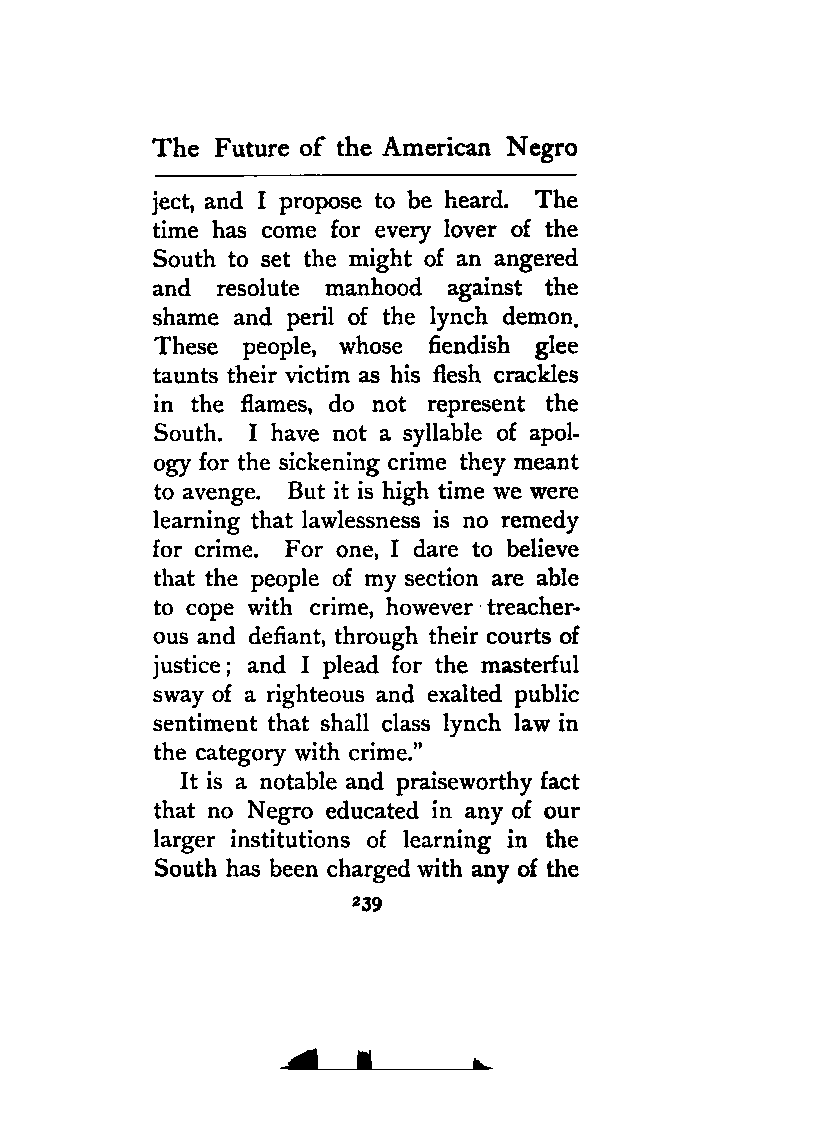 The Future of the American Negro
ject, and I propose to be heard. The
time has come for every lover of the
South to set the might of an angered
and resolute manhood against the
shame and peril of the lynch demon.
These people, whose fiendish glee
taunts their victim as his flesh crackles
in the flames, do not represent the
South. I have not a syllable of apol-
ogy for the sickening crime they meant
to avenge. But it is high time we were
learning that lawlessness is no remedy
for crime. For one, I dare to believe
that the people of my section are able
to cope with crime, however treacher-
ous and defiant, through their courts of
justice; and I plead for the masterful
sway of a righteous and exalted public
sentiment that shall class lynch law in
the category with crime.”
It is a notable and praiseworthy fact
that no Negro educated in any of our
larger institutions of learning in the
South has been charged with any of the
239